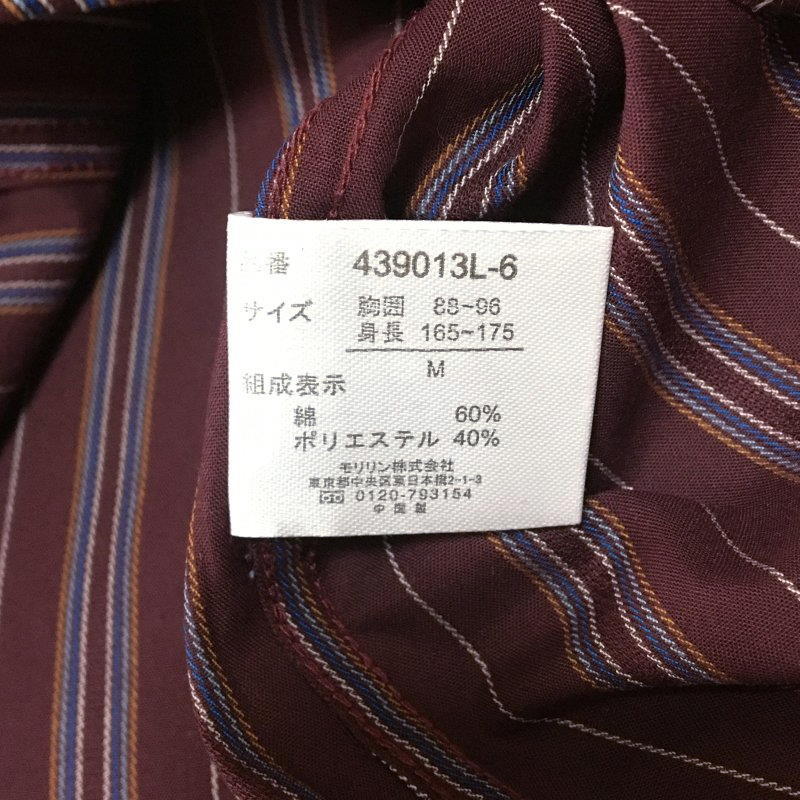 品番 439013L-6
サイズ 胸囲 88~96
身長 165~175
M
組成表示
綿 60%
ポリエステル 40%
モリリン株式会社
東京都中央区東日本橋2-1-3
0120-793154
中国製